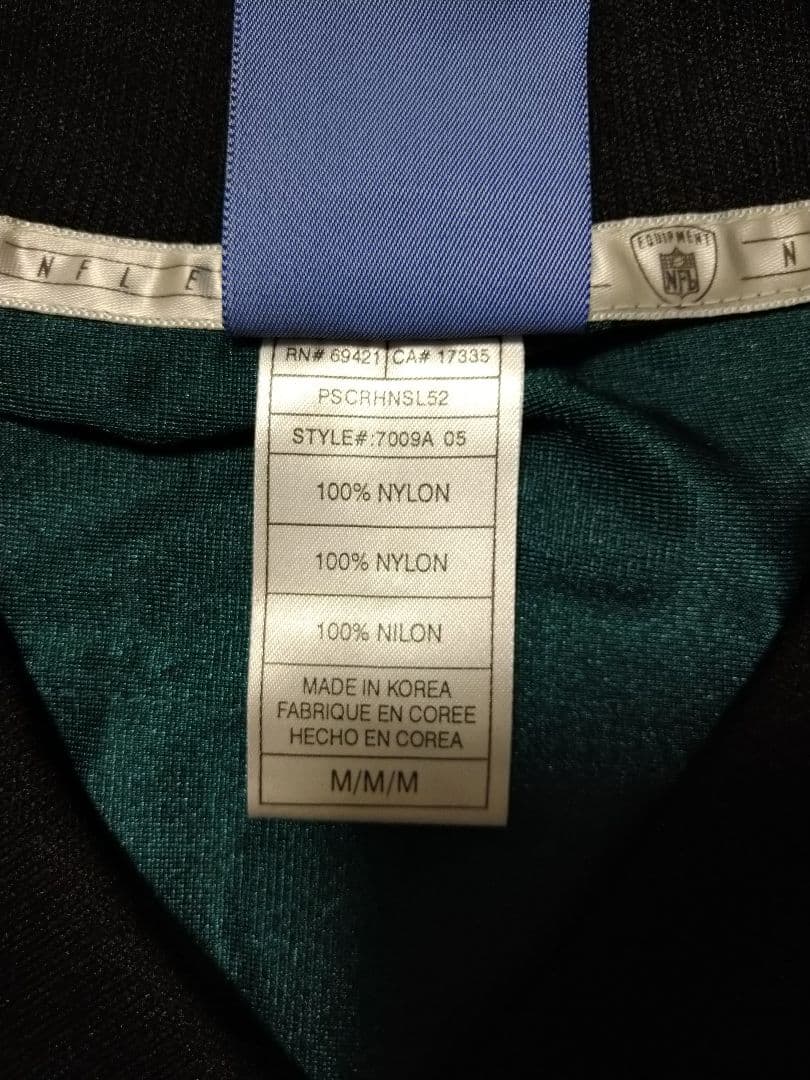 N F L E
EQUIPMENT
NFL
N
RN# 69421 CA# 17335
PSCRHNSL52
STYLE#:7009A 05
100% NYLON
100% NYLON
100% NILON
MADE IN KOREA
FABRIQUE EN COREE
HECHO EN COREA
M/M/M